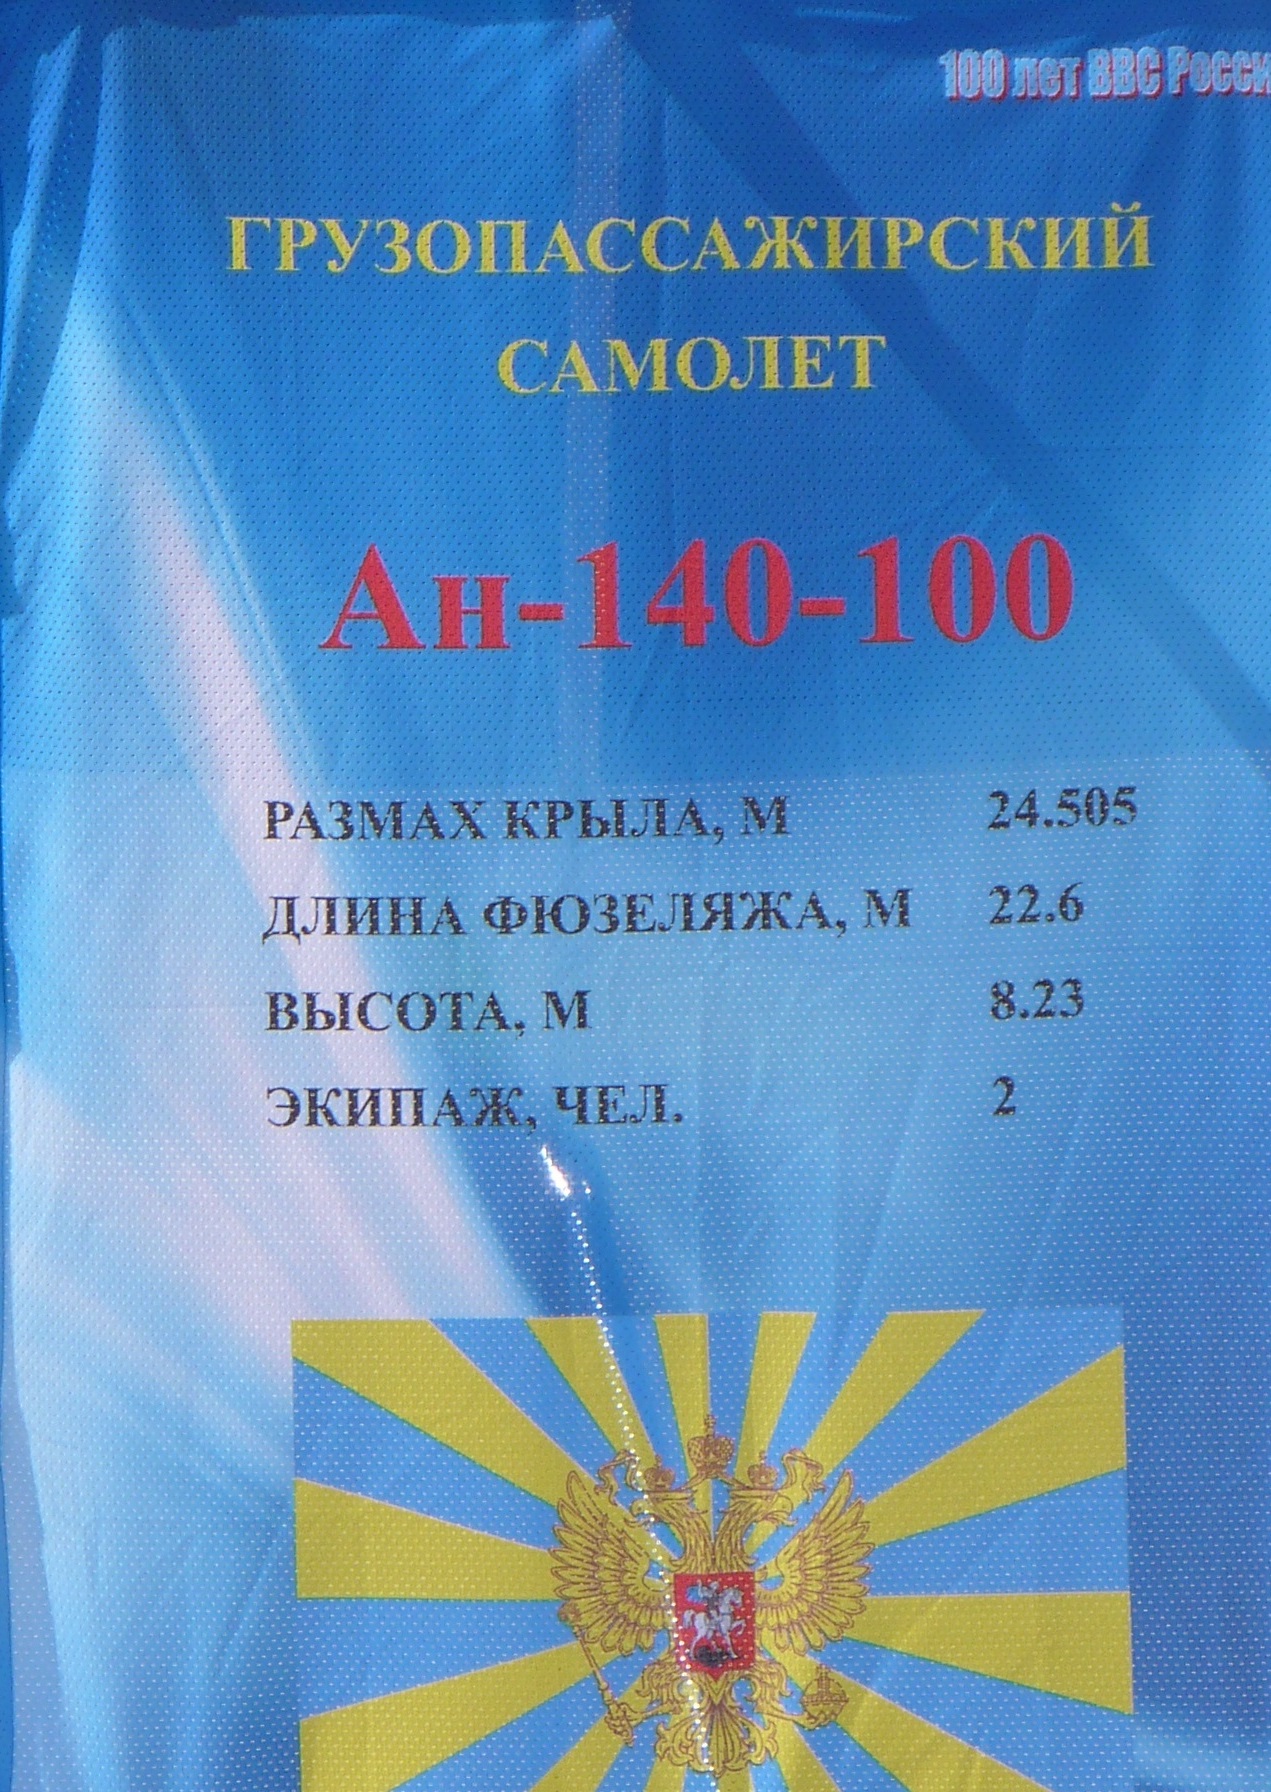 100 лет ВВС Росси
ГРУЗОПАССАЖИРСКИЙ
САМОЛЕТ
Ан-140-100
РАЗМАХ КРЫЛА, М 24.505
ДЛИНА ФЮЗЕЛЯЖА, М 22.6
ВЫСОТА, М 8.23
ЭКИПАЖ, ЧЕЛ. 2